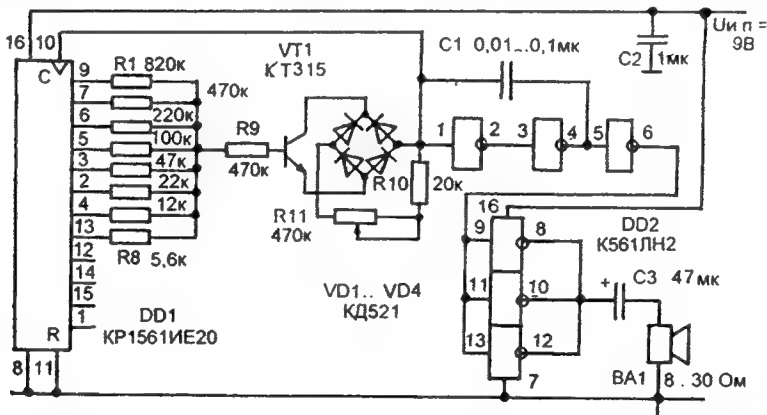 16 10
C
9 R1 820к
7 470к
6 220к
5 100к
3 47к
2 22к
4 12к
13 R8 5,6к
12
14
15
1
R
8 11
DD1
КР1561ИЕ20
VT1
КТ315
R9
470к
R10
20к
R11
470к
VD1.. VD4
КД521
C1 0,01...0,1мк
1 2 3 4 5 6
C2 1мк
Uи п =
9В
16
DD2
К561ЛН2
9 8
11 10
13 12
7
+ C3 47мк
BA1 8 . 30 Ом